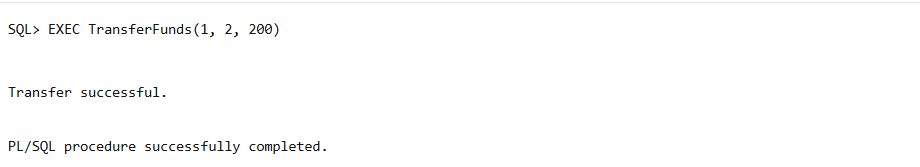 SQL> EXEC TransferFunds(1, 2, 200)
Transfer successful.
PL/SQL procedure successfully completed.